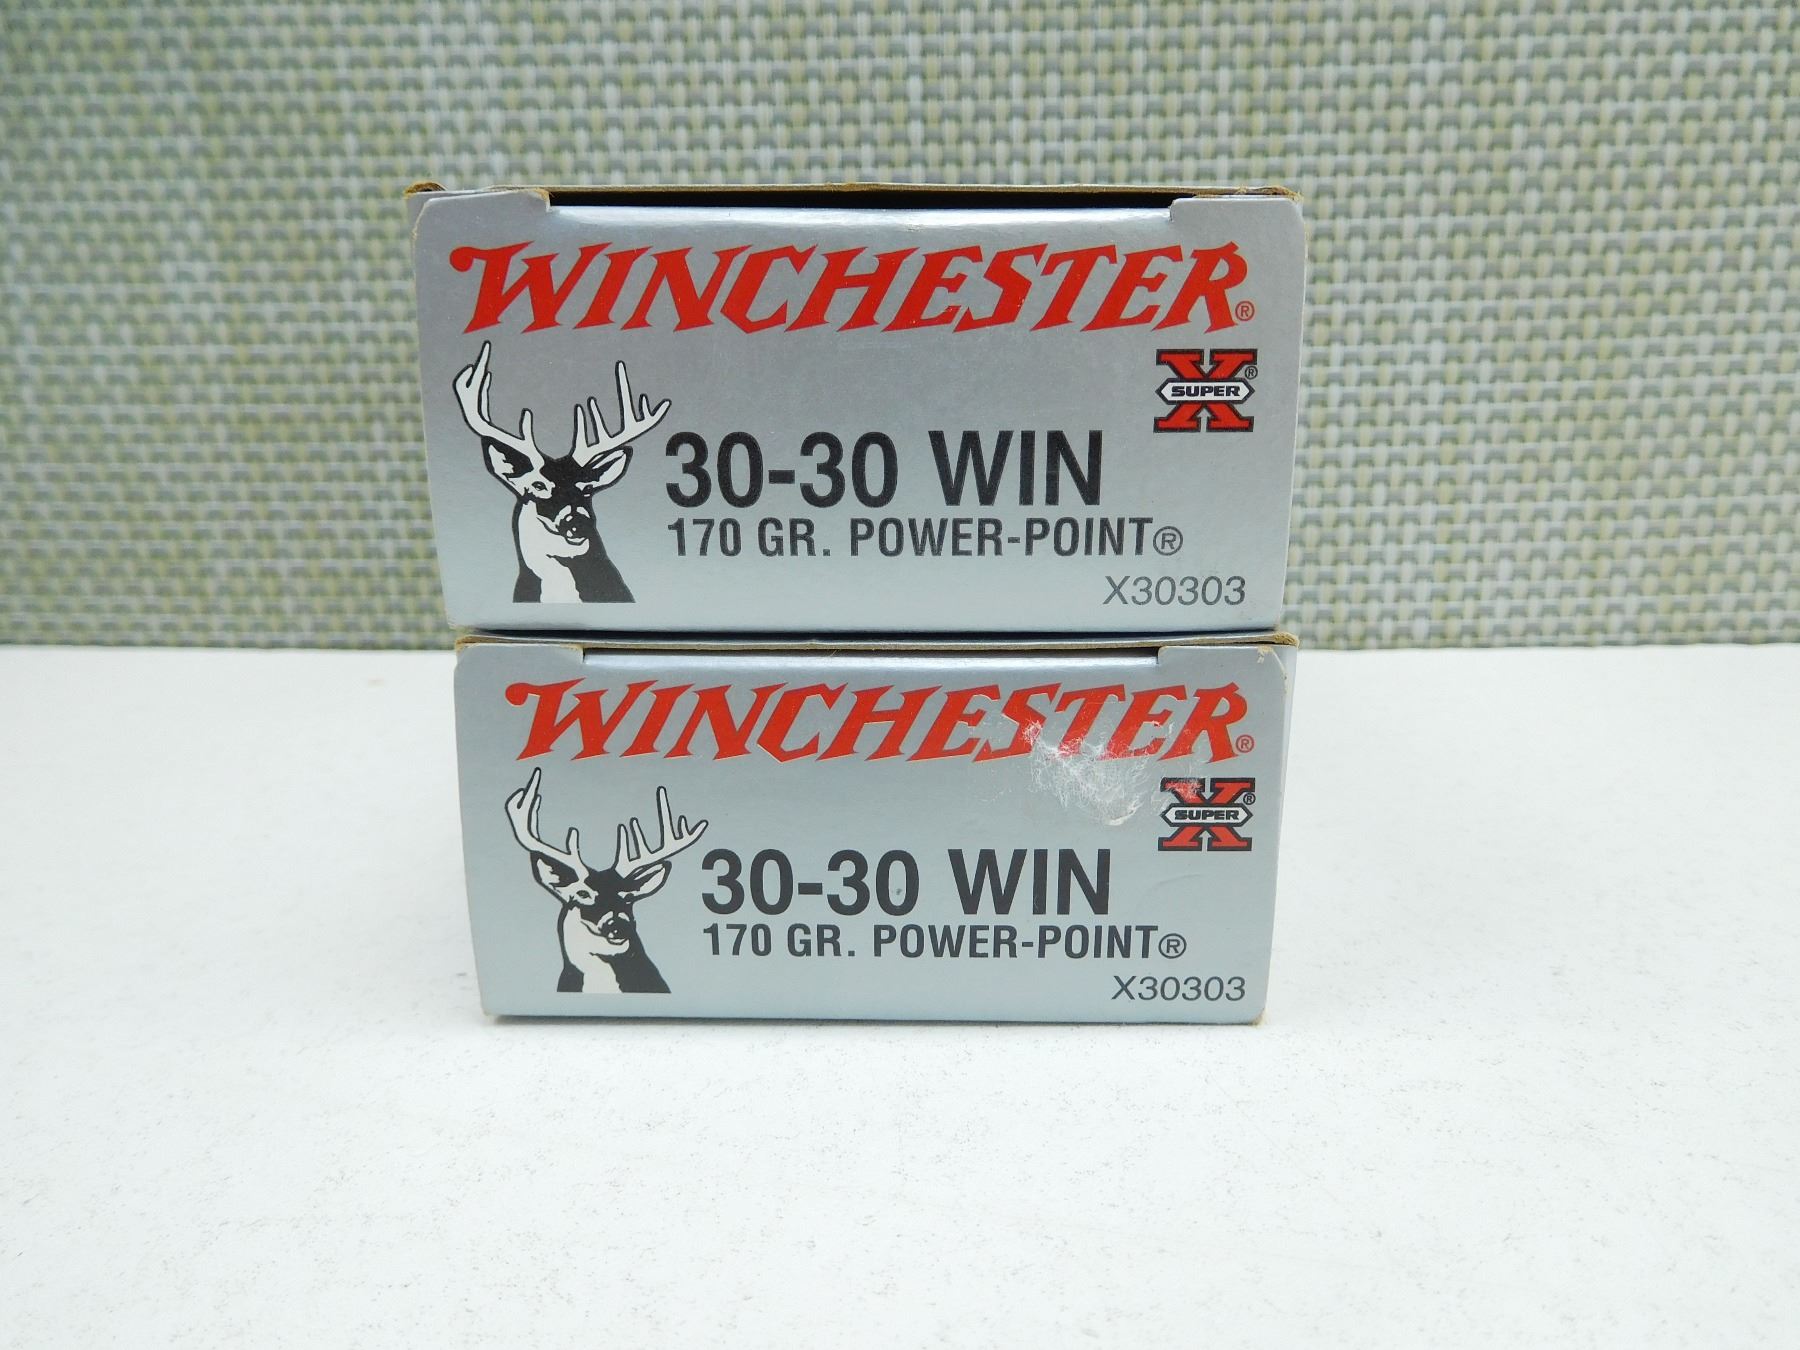 WINCHESTER®
X SUPER ®
30-30 WIN
170 GR. POWER-POINT®
X30303
WINCHESTER®
X SUPER ®
30-30 WIN
170 GR. POWER-POINT®
X30303